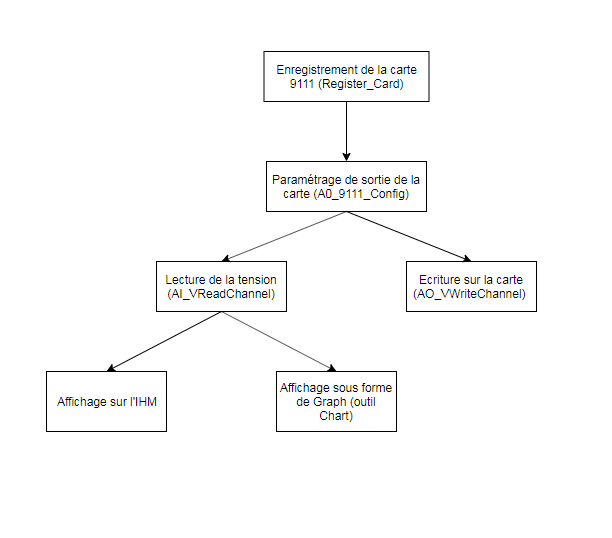 Enregistrement de la carte
9111 (Register_Card)
Paramétrage de sortie de la
carte (A0_9111_Config)
Lecture de la tension
(AI_VReadChannel)
Ecriture sur la carte
(AO_VWriteChannel)
Affichage sur l'IHM
Affichage sous forme
de Graph (outil
Chart)